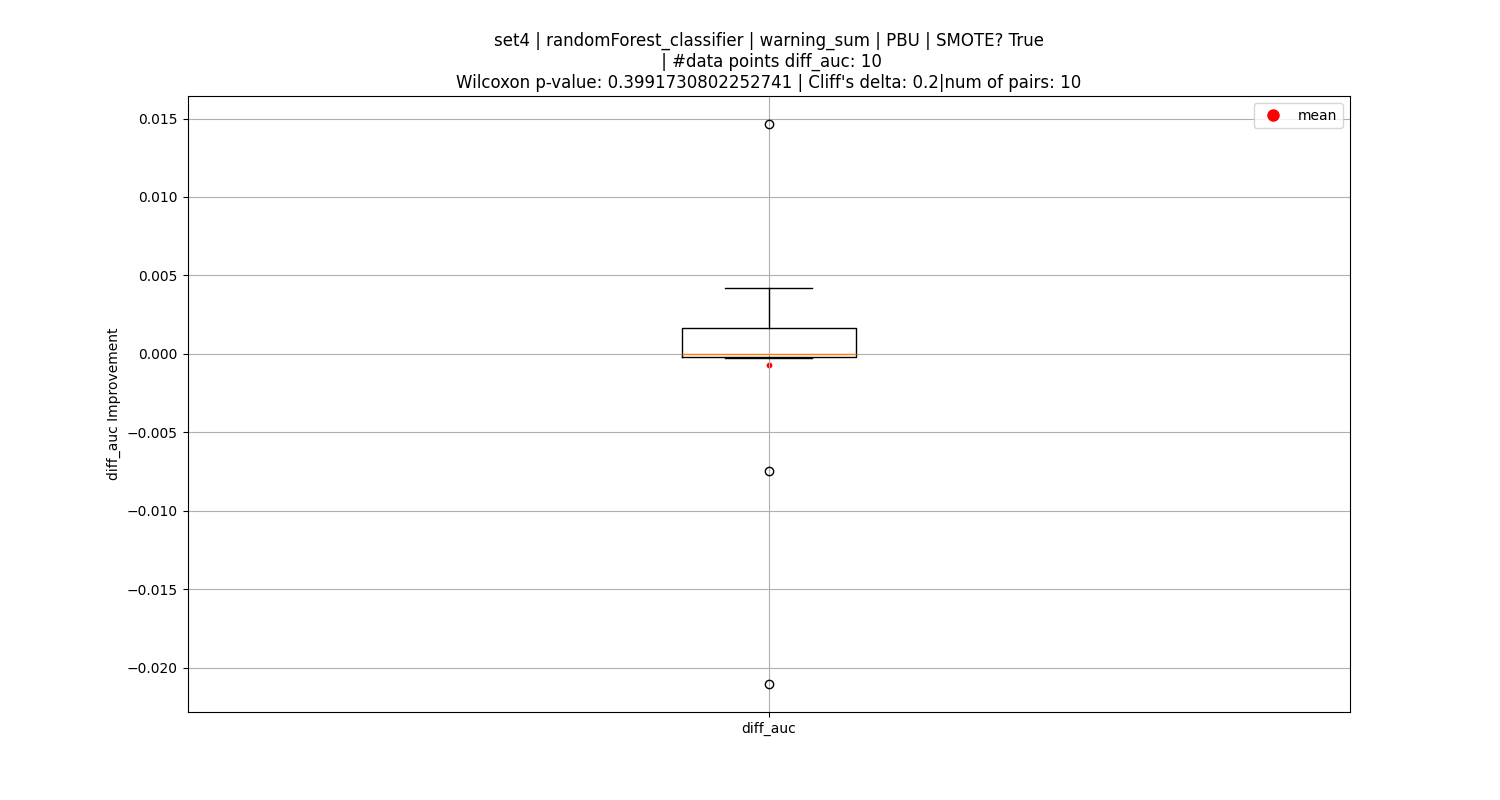 set4 | randomForest_classifier | warning_sum | PBU | SMOTE? True
| #data points diff_auc: 10
Wilcoxon p-value: 0.3991730802252741 | Cliff's delta: 0.2|num of pairs: 10
mean
0.015
0.010
0.005
0.000
−0.005
−0.010
−0.015
−0.020
diff_auc Improvement
diff_auc